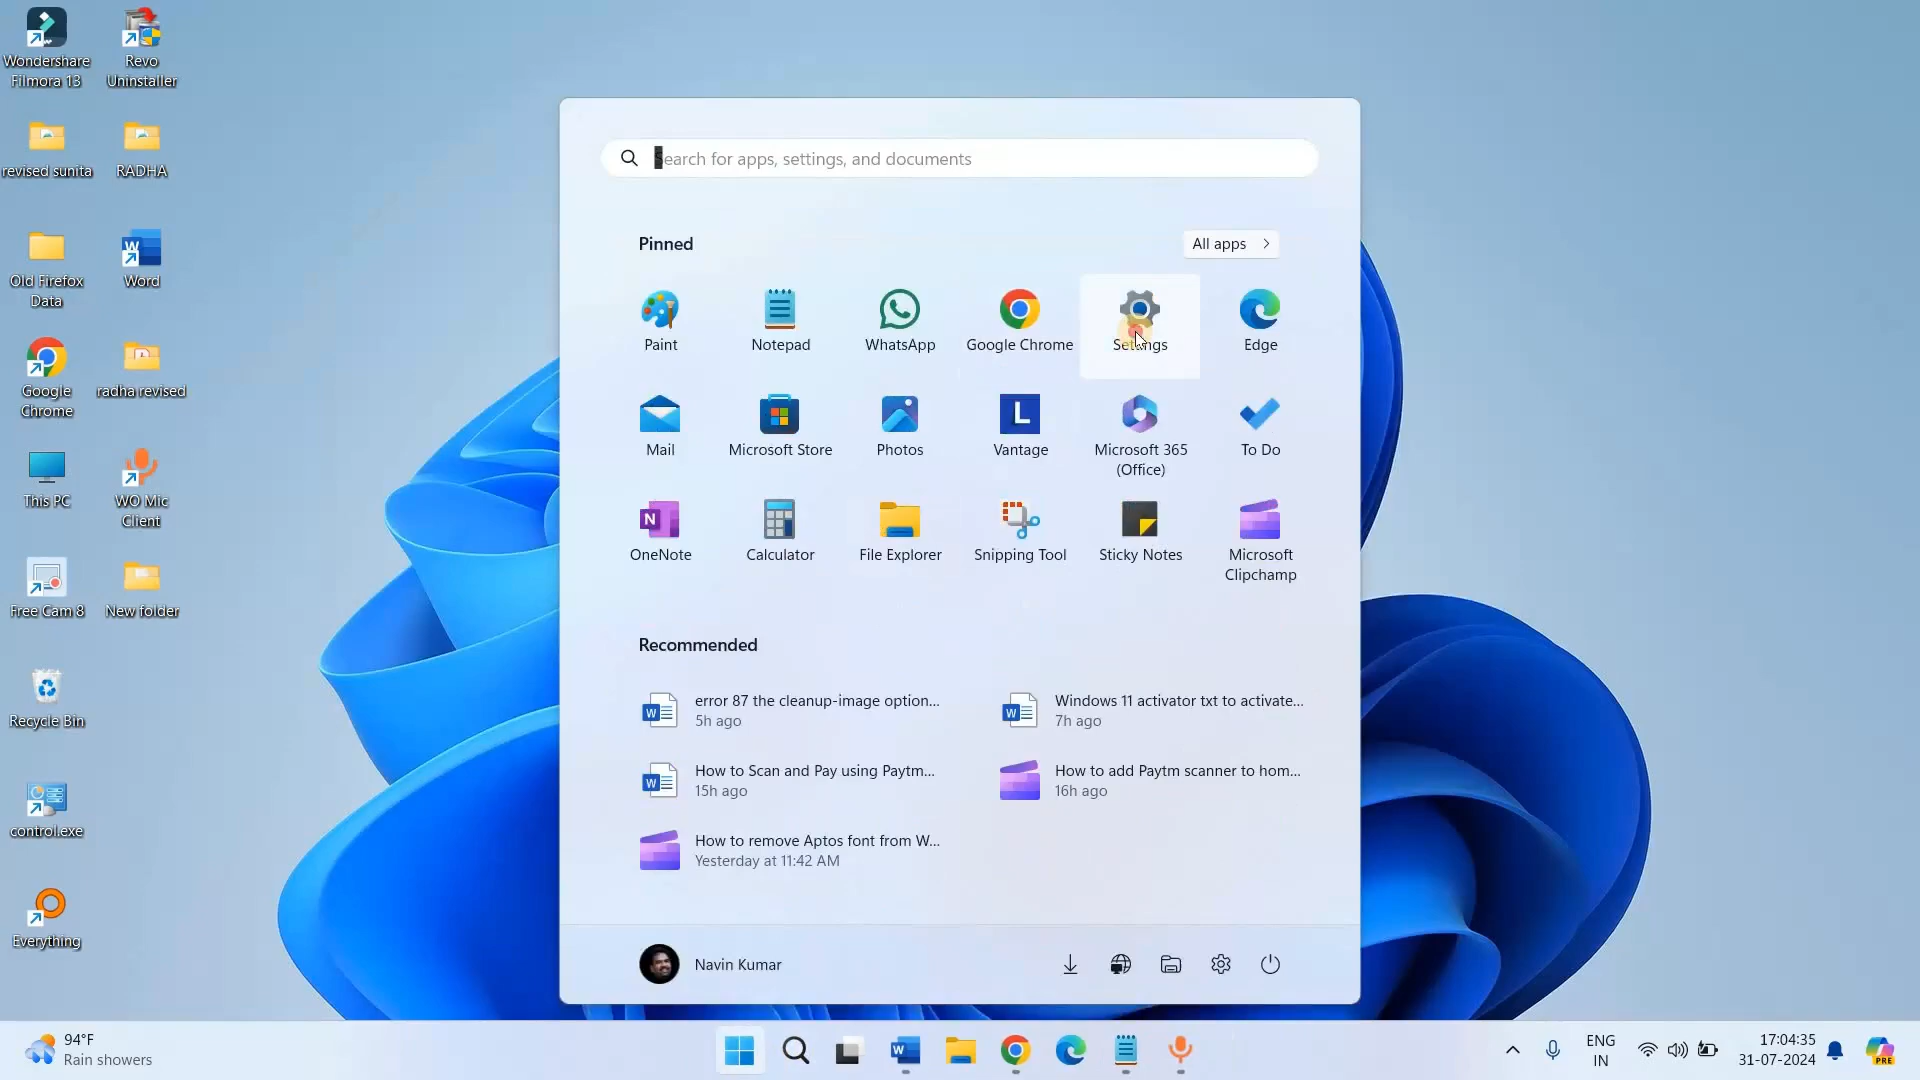 Wondershare
Filmora 13
Revo
Uninstaller
revised sunita
RADHA
Old Firefox
Data
Word
Google
Chrome
radha revised
This PC
WO Mic
Client
Free Cam 8
New folder
Recycle Bin
control.exe
Everything
Search for apps, settings, and documents
Pinned
All apps
Paint
Notepad
WhatsApp
Google Chrome
Settings
Edge
Mail
Microsoft Store
Photos
Vantage
Microsoft 365
(Office)
To Do
OneNote
Calculator
File Explorer
Snipping Tool
Sticky Notes
Microsoft
Clipchamp
Recommended
error 87 the cleanup-image option...
5h ago
Windows 11 activator txt to activate...
7h ago
How to Scan and Pay using Paytm...
15h ago
How to add Paytm scanner to hom...
16h ago
How to remove Aptos font from W...
Yesterday at 11:42 AM
Navin Kumar
94°F
Rain showers
ENG
IN
17:04:35
31-07-2024
PRE